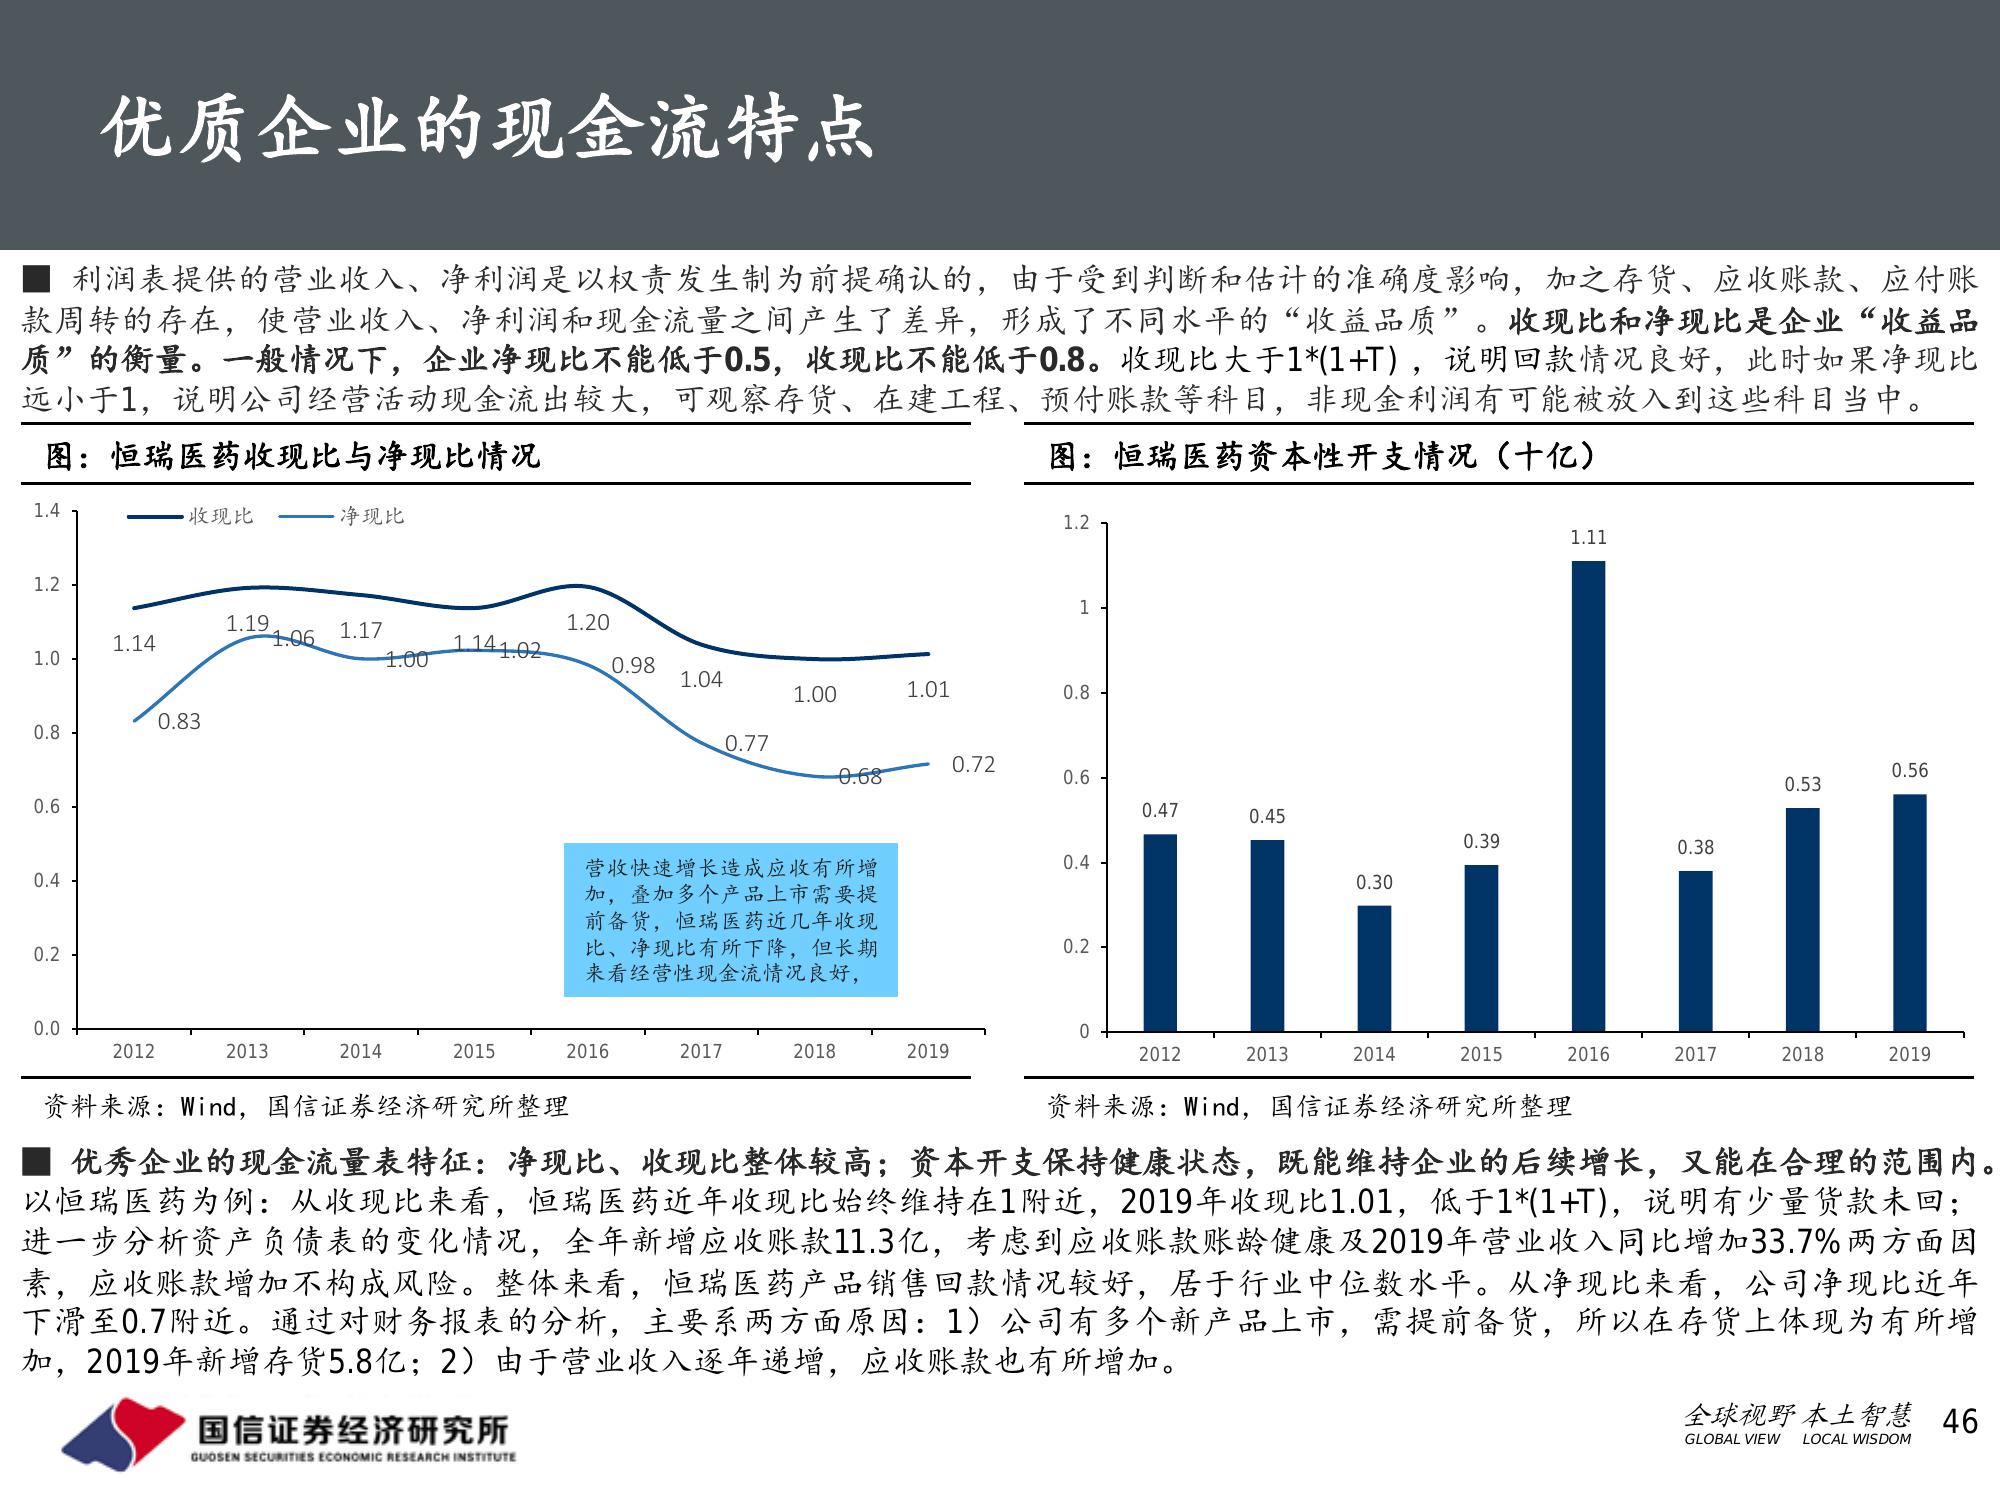 优质企业的现金流特点
■ 利润表提供的营业收入、净利润是以权责发生制为前提确认的，由于受到判断和估计的准确度影响，加之存货、应收账款、应付账
款周转的存在，使营业收入、净利润和现金流量之间产生了差异，形成了不同水平的“收益品质”。收现比和净现比是企业“收益品
质”的衡量。一般情况下，企业净现比不能低于0.5，收现比不能低于0.8。收现比大于1*(1+T) ，说明回款情况良好，此时如果净现比
远小于1，说明公司经营活动现金流出较大，可观察存货、在建工程、预付账款等科目，非现金利润有可能被放入到这些科目当中。
图：恒瑞医药收现比与净现比情况
收现比 净现比
1.4
1.2
1.0
0.8
0.6
0.4
0.2
0.0
1.14 1.19 1.17 1.14 1.20 1.04 1.00 1.01
0.83 1.06 1.00 1.02 0.98 0.77 0.68 0.72
营收快速增长造成应收有所增
加，叠加多个产品上市需要提
前备货，恒瑞医药近几年收现
比、净现比有所下降，但长期
来看经营性现金流情况良好，
2012 2013 2014 2015 2016 2017 2018 2019
资料来源：Wind，国信证券经济研究所整理
图：恒瑞医药资本性开支情况（十亿）
1.2
1
0.8
0.6
0.4
0.2
0
0.47 0.45 0.30 0.39 1.11 0.38 0.53 0.56
2012 2013 2014 2015 2016 2017 2018 2019
资料来源：Wind，国信证券经济研究所整理
■ 优秀企业的现金流量表特征：净现比、收现比整体较高；资本开支保持健康状态，既能维持企业的后续增长，又能在合理的范围内。
以恒瑞医药为例：从收现比来看，恒瑞医药近年收现比始终维持在1附近，2019年收现比1.01，低于1*(1+T)，说明有少量货款未回；
进一步分析资产负债表的变化情况，全年新增应收账款11.3亿，考虑到应收账款账龄健康及2019年营业收入同比增加33.7%两方面因
素，应收账款增加不构成风险。整体来看，恒瑞医药产品销售回款情况较好，居于行业中位数水平。从净现比来看，公司净现比近年
下滑至0.7附近。通过对财务报表的分析，主要系两方面原因：1）公司有多个新产品上市，需提前备货，所以在存货上体现为有所增
加，2019年新增存货5.8亿；2）由于营业收入逐年递增，应收账款也有所增加。
国信证券经济研究所
GUOSEN SECURITIES ECONOMIC RESEARCH INSTITUTE
全球视野 本土智慧
GLOBAL VIEW LOCAL WISDOM
46